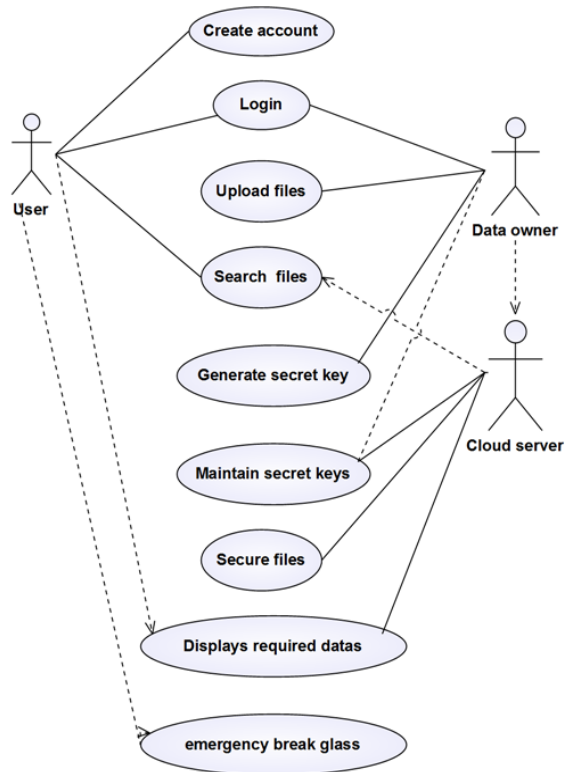 Create account
Login
User
Upload files
Data owner
Search files
Generate secret key
Cloud server
Maintain secret keys
Secure files
Displays required datas
emergency break glass